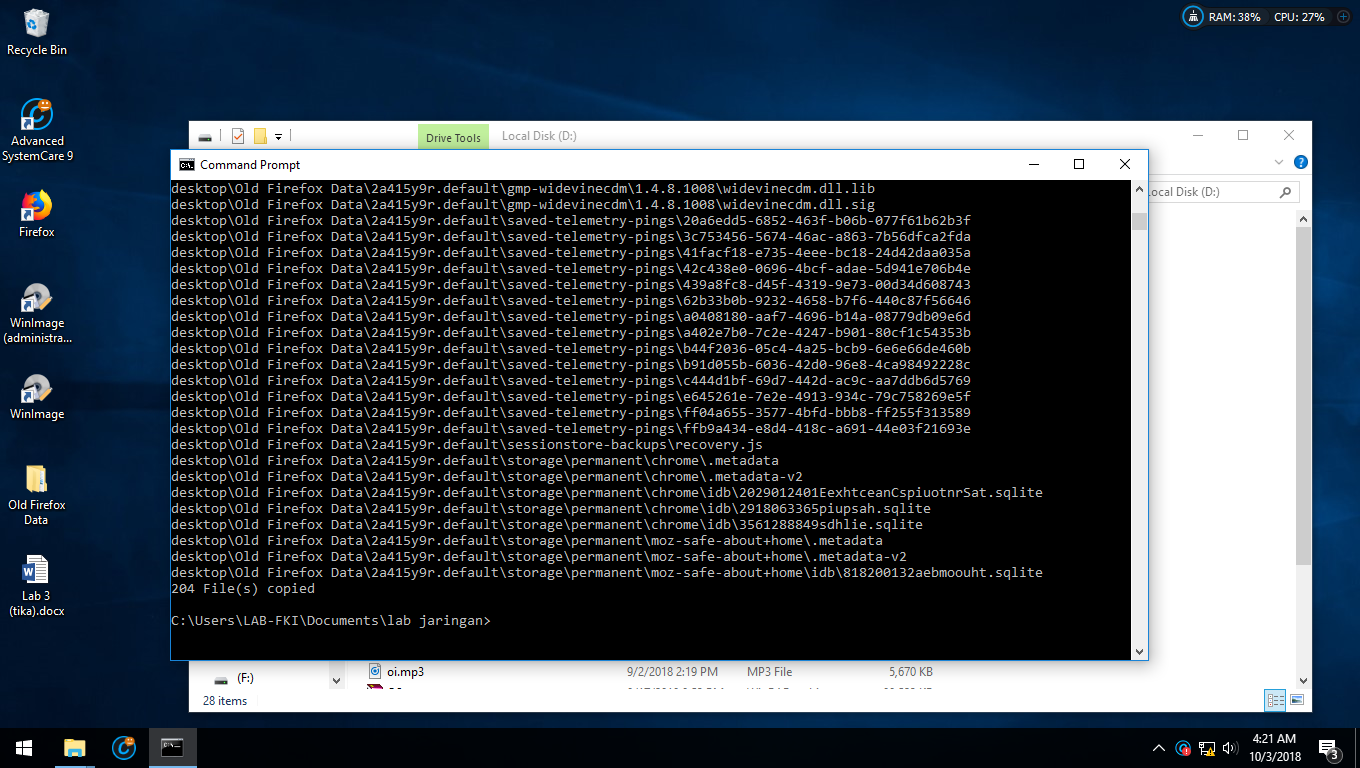 Recycle Bin
RAM: 38% CPU: 27%
Advanced
SystemCare 9
Firefox
WinImage
(administra...
WinImage
Old Firefox
Data
Lab 3
(tika).docx
Drive Tools Local Disk (D:)
Local Disk (D:)
Command Prompt
desktop\Old Firefox Data\2a415y9r.default\gmp-widevinecdm\1.4.8.1008\widevinecdm.dll.lib
desktop\Old Firefox Data\2a415y9r.default\gmp-widevinecdm\1.4.8.1008\widevinecdm.dll.sig
desktop\Old Firefox Data\2a415y9r.default\saved-telemetry-pings\20a6edd5-6852-463f-b06b-077f61b62b3f
desktop\Old Firefox Data\2a415y9r.default\saved-telemetry-pings\3c753456-5674-46ac-a863-7b56dfca2fda
desktop\Old Firefox Data\2a415y9r.default\saved-telemetry-pings\41facf18-e735-4eee-bc18-24d42daa035a
desktop\Old Firefox Data\2a415y9r.default\saved-telemetry-pings\42c438e0-0696-4bcf-adae-5d941e706b4e
desktop\Old Firefox Data\2a415y9r.default\saved-telemetry-pings\439a8fc8-d45f-4319-9e73-00d34d608743
desktop\Old Firefox Data\2a415y9r.default\saved-telemetry-pings\62b33b0b-9232-4658-b7f6-440c87f56646
desktop\Old Firefox Data\2a415y9r.default\saved-telemetry-pings\a0408180-aaf7-4696-b14a-08779db09e6d
desktop\Old Firefox Data\2a415y9r.default\saved-telemetry-pings\a402e7b0-7c2e-4247-b901-80cf1c54353b
desktop\Old Firefox Data\2a415y9r.default\saved-telemetry-pings\b44f2036-05c4-4a25-bcb9-6e6e66de460b
desktop\Old Firefox Data\2a415y9r.default\saved-telemetry-pings\b91d055b-6036-42d0-96e8-4ca98492228c
desktop\Old Firefox Data\2a415y9r.default\saved-telemetry-pings\c444d1bf-69d7-442d-ac9c-aa7ddb6d5769
desktop\Old Firefox Data\2a415y9r.default\saved-telemetry-pings\e645261e-7e2e-4913-934c-79c758269e5f
desktop\Old Firefox Data\2a415y9r.default\saved-telemetry-pings\ff04a655-3577-4bfd-bbb8-ff255f313589
desktop\Old Firefox Data\2a415y9r.default\saved-telemetry-pings\ffb9a434-e8d4-418c-a691-44e03f21693e
desktop\Old Firefox Data\2a415y9r.default\sessionstore-backups\recovery.js
desktop\Old Firefox Data\2a415y9r.default\storage\permanent\chrome\.metadata
desktop\Old Firefox Data\2a415y9r.default\storage\permanent\chrome\.metadata-v2
desktop\Old Firefox Data\2a415y9r.default\storage\permanent\chrome\idb\2029012401EexhtceanCspiuotnrSat.sqlite
desktop\Old Firefox Data\2a415y9r.default\storage\permanent\chrome\idb\2918063365piupsah.sqlite
desktop\Old Firefox Data\2a415y9r.default\storage\permanent\chrome\idb\3561288849sdhlie.sqlite
desktop\Old Firefox Data\2a415y9r.default\storage\permanent\moz-safe-about+home\.metadata
desktop\Old Firefox Data\2a415y9r.default\storage\permanent\moz-safe-about+home\.metadata-v2
desktop\Old Firefox Data\2a415y9r.default\storage\permanent\moz-safe-about+home\idb\818200132aebmoouht.sqlite
204 File(s) copied
C:\Users\LAB-FKI\Documents\lab jaringan>
(F:) oi.mp3 9/2/2018 2:19 PM MP3 File 5,670 KB
28 items
4:21 AM
10/3/2018
3